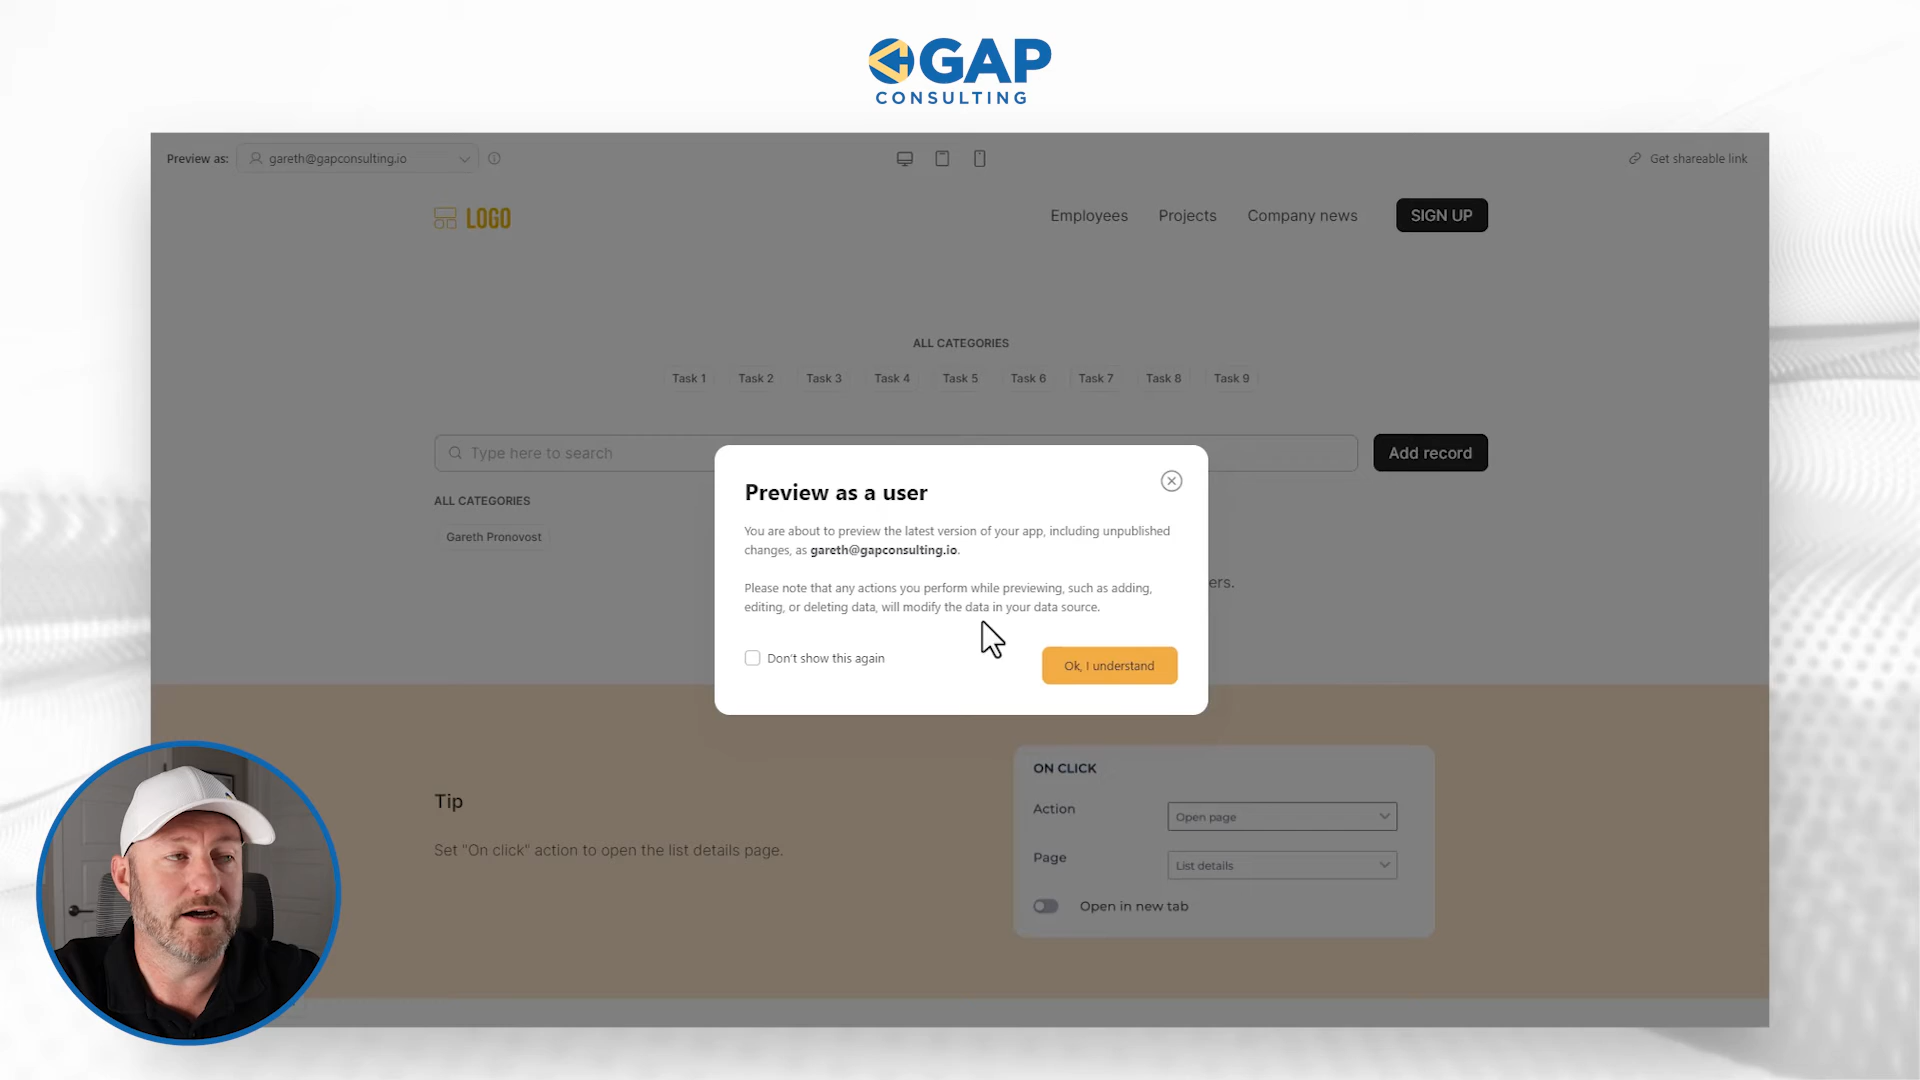 GAP
CONSULTING
Preview as: gareth@gapconsulting.io
Get shareable link
LOGO
Employees Projects Company news SIGN UP
ALL CATEGORIES
Task 1 Task 2 Task 3 Task 4 Task 5 Task 6 Task 7 Task 8 Task 9
Type here to search
Add record
ALL CATEGORIES
Gareth Pronovost
Preview as a user
You are about to preview the latest version of your app, including unpublished
changes, as gareth@gapconsulting.io.
Please note that any actions you perform while previewing, such as adding,
editing, or deleting data, will modify the data in your data source.
Don't show this again
Ok, I understand
Tip
Set "On click" action to open the list details page.
ON CLICK
Action Open page
Page List details
Open in new tab